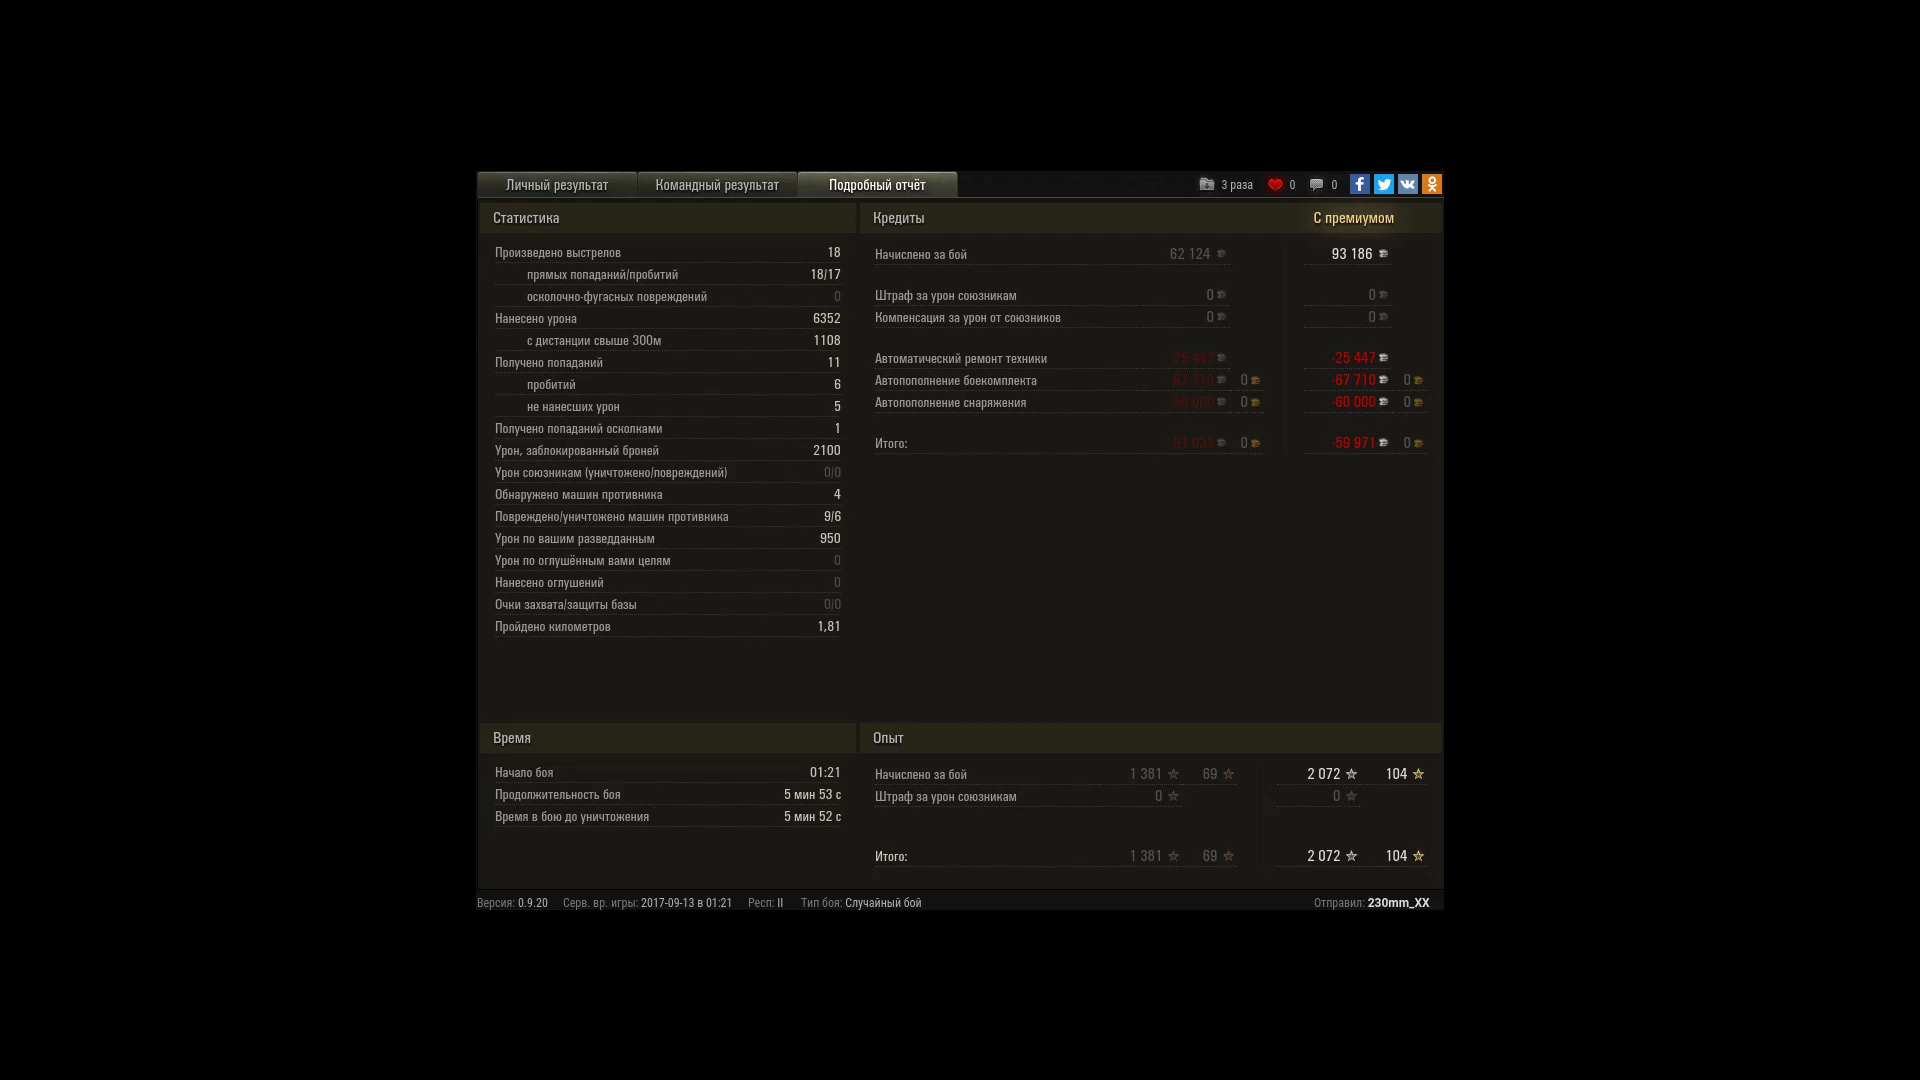 Личный результат Командный результат Подробный отчёт 3 раза 0 0
Статистика
Произведено выстрелов 18
прямых попаданий/пробитий 18/17
осколочно-фугасных повреждений 0
Нанесено урона 6352
с дистанции свыше 300м 1108
Получено попаданий 11
пробитий 6
не нанесших урон 5
Получено попаданий осколками 1
Урон, заблокированный броней 2100
Урон союзникам (уничтожено/повреждений) 0/0
Обнаружено машин противника 4
Повреждено/уничтожено машин противника 9/6
Урон по вашим разведданным 950
Урон по оглушённым вами целям 0
Нанесено оглушений 0
Очки захвата/защиты базы 0/0
Пройдено километров 1,81
Кредиты С премиумом
Начислено за бой 62 124 93 186
Штраф за урон союзникам 0 0
Компенсация за урон от союзников 0 0
Автоматический ремонт техники -25 447 -25 447
Автопополнение боекомплекта -67 710 0 -67 710 0
Автопополнение снаряжения -60 000 0 -60 000 0
Итого: -91 033 0 -59 971 0
Время
Начало боя 01:21
Продолжительность боя 5 мин 53 с
Время в бою до уничтожения 5 мин 52 с
Опыт
Начислено за бой 1 381 69 2 072 104
Штраф за урон союзникам 0 0
Итого: 1 381 69 2 072 104
Версия: 0.9.20 Серв. вр. игры: 2017-09-13 в 01:21 Респ: II Тип боя: Случайный бой Отправил: 230mm_XX